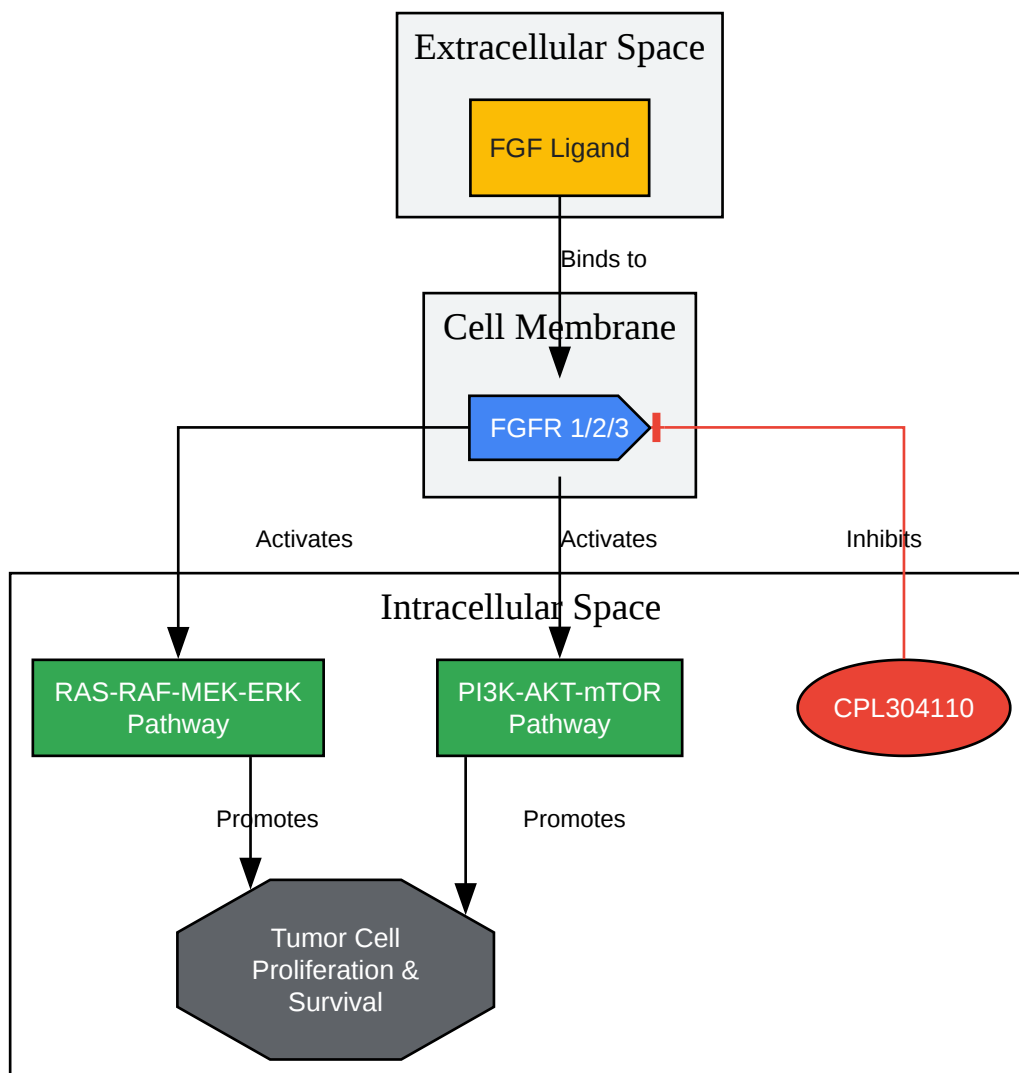 Extracellular Space
FGF Ligand
Binds to
Cell Membrane
FGFR 1/2/3
Activates
Activates
Inhibits
Intracellular Space
RAS-RAF-MEK-ERK
Pathway
PI3K-AKT-mTOR
Pathway
CPL304110
Promotes
Promotes
Tumor Cell
Proliferation &
Survival